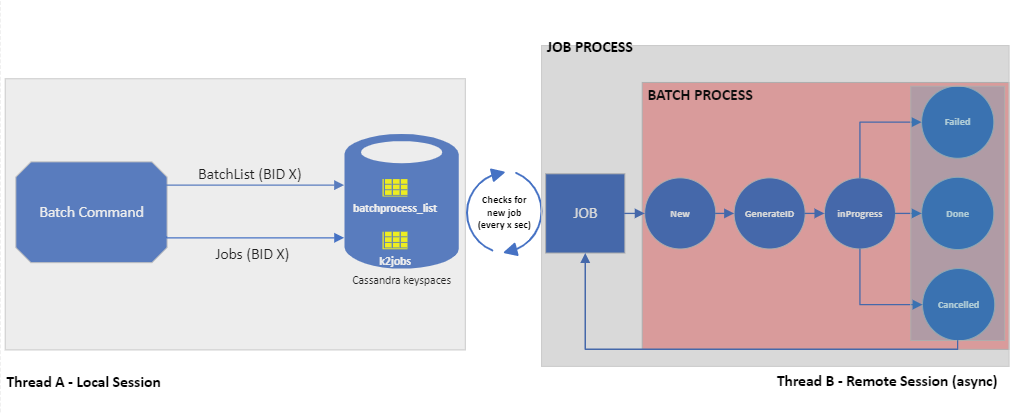 JOB PROCESS
BATCH PROCESS
Batch Command
BatchList (BID X)
Jobs (BID X)
batchprocess_list
k2jobs
Cassandra keyspaces
Checks for
new job
(every x sec)
JOB
New
GenerateID
inProgress
Failed
Done
Cancelled
Thread A - Local Session
Thread B - Remote Session (async)